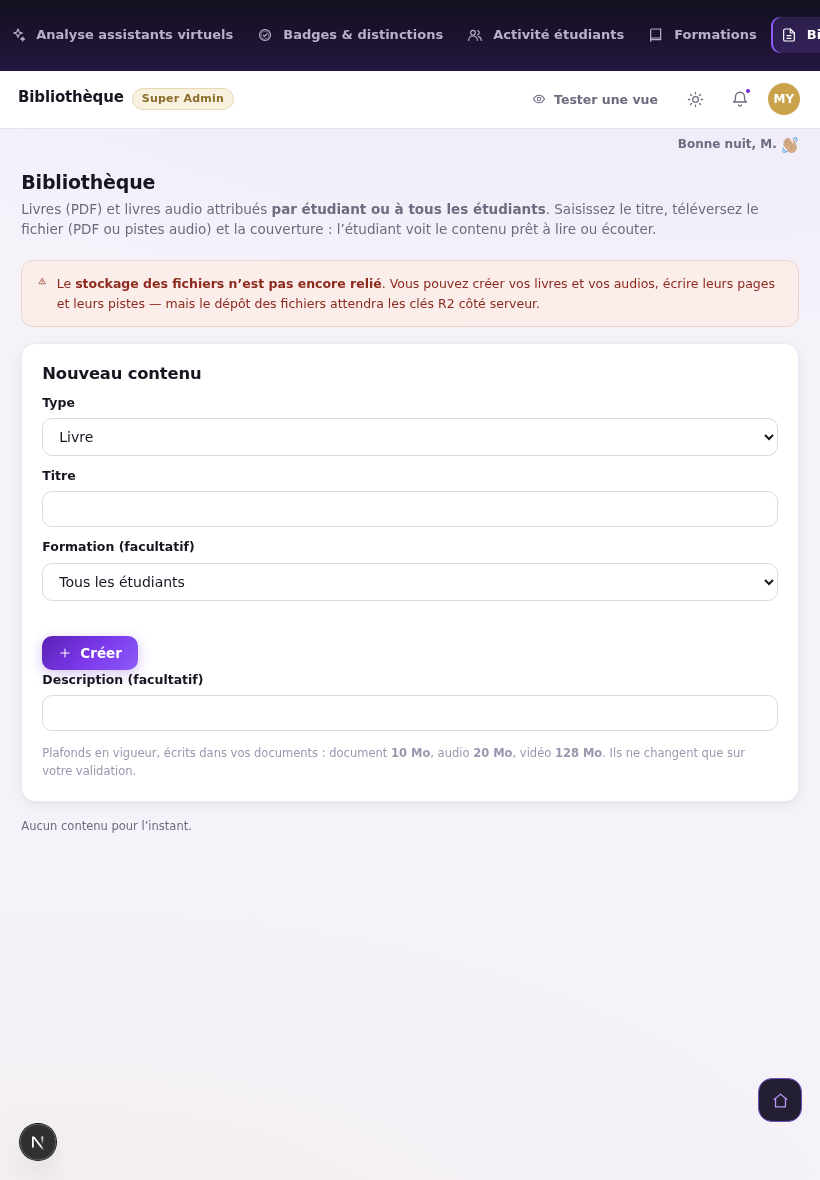 Analyse assistants virtuels
Badges & distinctions
Activité étudiants
Formations
Bi
Bibliothèque
Super Admin
Tester une vue
MY
Bonne nuit, M. 👋
Bibliothèque
Livres (PDF) et livres audio attribués par étudiant ou à tous les étudiants. Saisissez le titre, téléversez le
fichier (PDF ou pistes audio) et la couverture : l’étudiant voit le contenu prêt à lire ou écouter.
Le stockage des fichiers n’est pas encore relié. Vous pouvez créer vos livres et vos audios, écrire leurs pages
et leurs pistes — mais le dépôt des fichiers attendra les clés R2 côté serveur.
Nouveau contenu
Type
Livre
Titre
Formation (facultatif)
Tous les étudiants
Créer
Description (facultatif)
Plafonds en vigueur, écrits dans vos documents : document 10 Mo, audio 20 Mo, vidéo 128 Mo. Ils ne changent que sur
votre validation.
Aucun contenu pour l’instant.
N